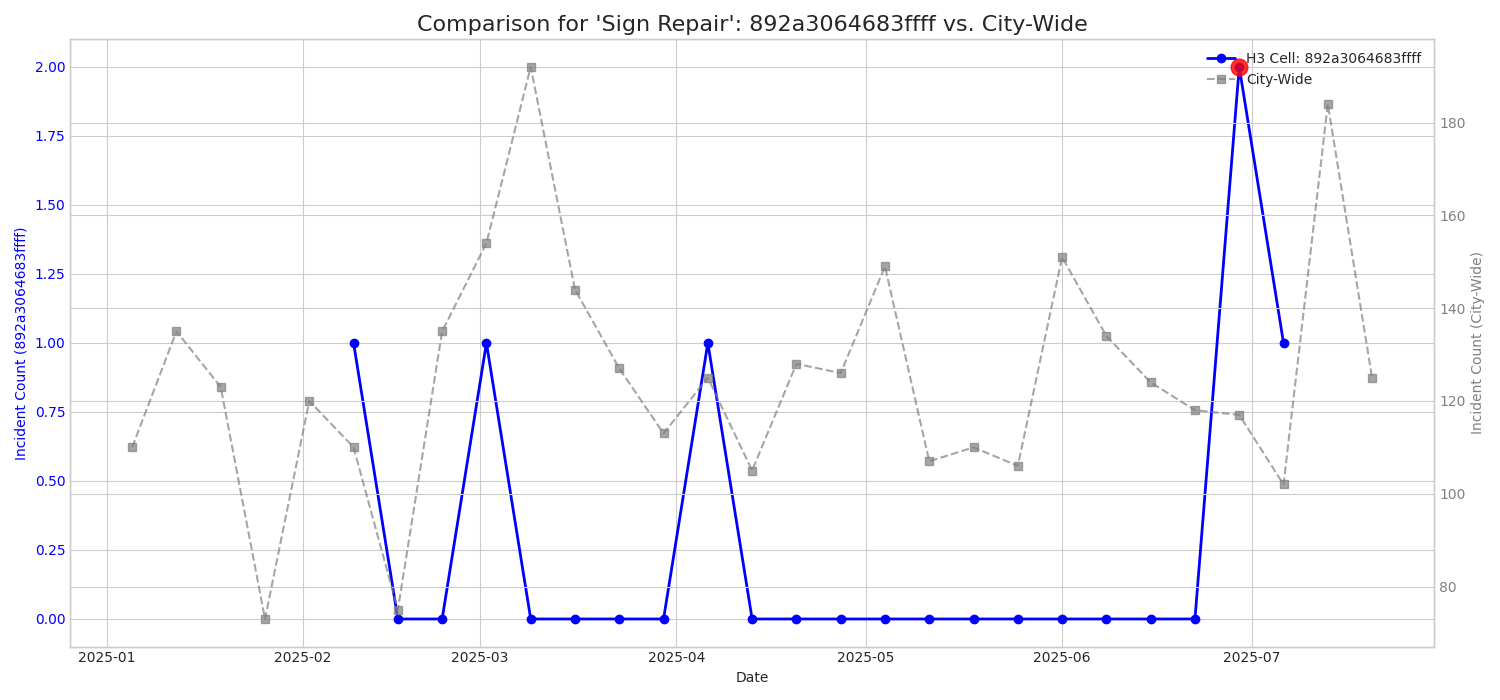 Comparison for 'Sign Repair': 892a3064683ffff vs. City-Wide
H3 Cell: 892a3064683ffff
City-Wide
Incident Count (892a3064683ffff)
2.00
1.75
1.50
1.25
1.00
0.75
0.50
0.25
0.00
180
160
140
120
100
80
Incident Count (City-Wide)
2025-01 2025-02 2025-03 2025-04 2025-05 2025-06 2025-07
Date